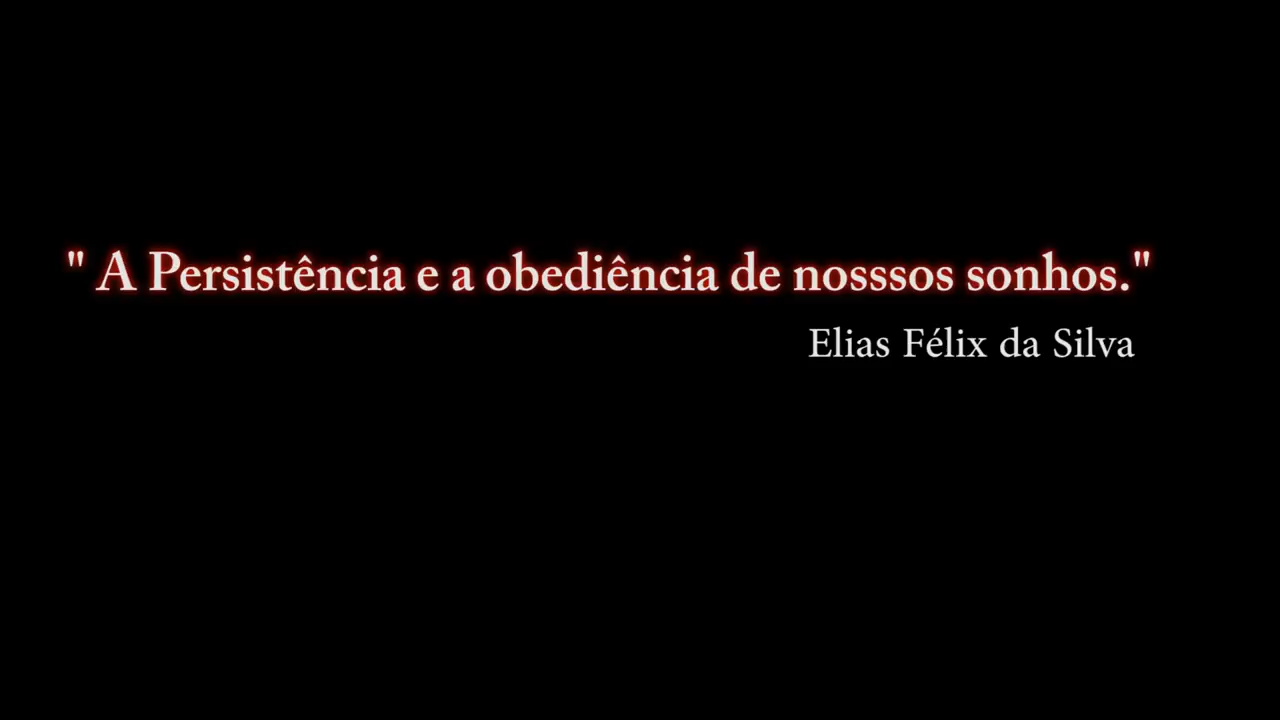 " A Persistência e a obediência de nosssos sonhos."
Elias Félix da Silva